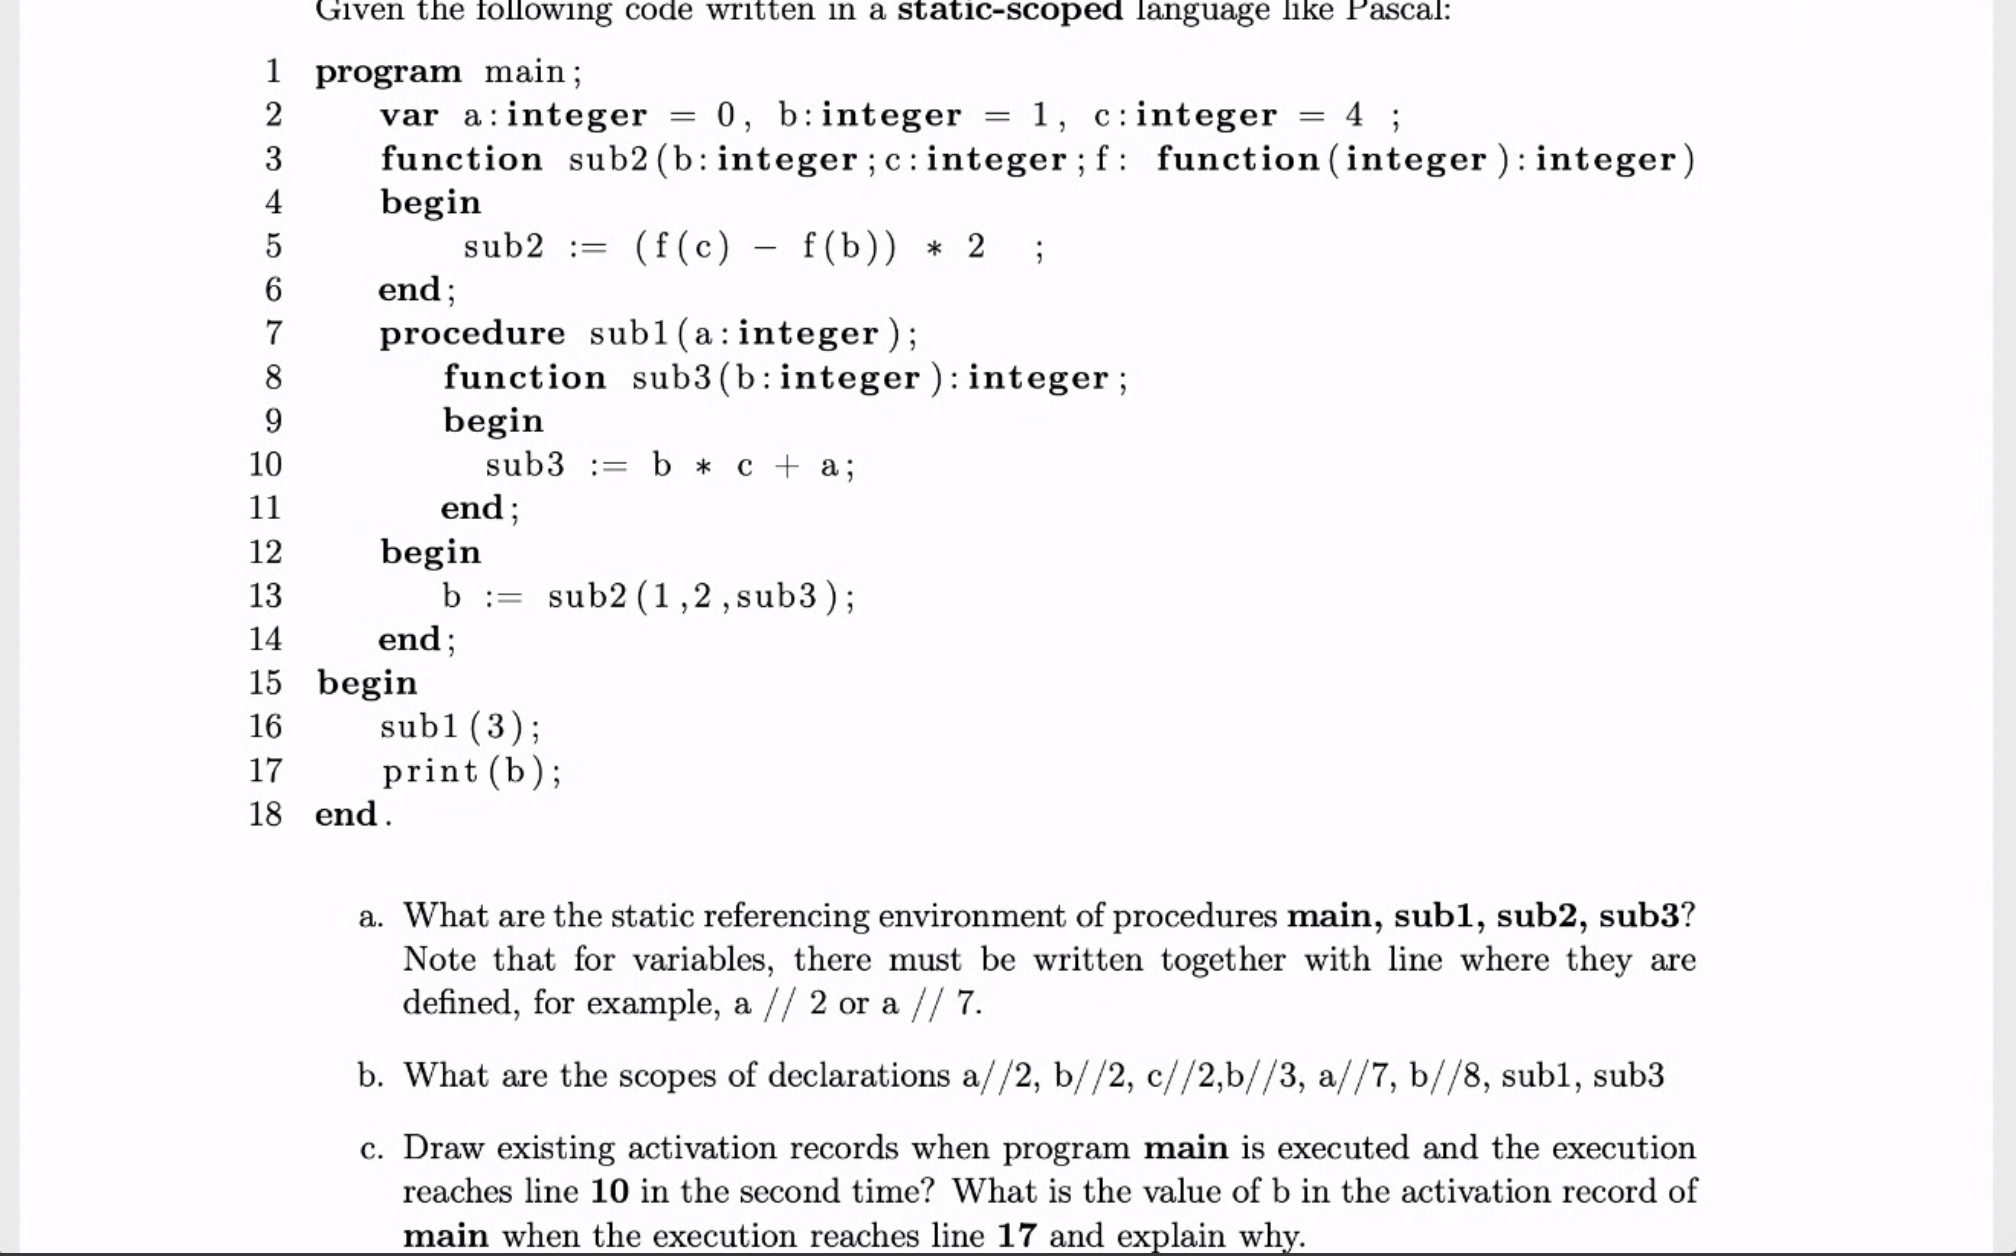 Given the following code written in a static-scoped language like Pascal:
1 program main;
2 var a:integer = 0, b:integer = 1, c:integer = 4 ;
3 function sub2(b:integer;c:integer;f: function(integer):integer)
4 begin
5 sub2 := (f(c) − f(b)) * 2 ;
6 end;
7 procedure sub1(a:integer);
8 function sub3(b:integer):integer;
9 begin
10 sub3 := b * c + a;
11 end;
12 begin
13 b := sub2(1,2,sub3);
14 end;
15 begin
16 sub1(3);
17 print(b);
18 end.
a. What are the static referencing environment of procedures main, sub1, sub2, sub3?
Note that for variables, there must be written together with line where they are
defined, for example, a // 2 or a // 7.
b. What are the scopes of declarations a//2, b//2, c//2,b//3, a//7, b//8, sub1, sub3
c. Draw existing activation records when program main is executed and the execution
reaches line 10 in the second time? What is the value of b in the activation record of
main when the execution reaches line 17 and explain why.